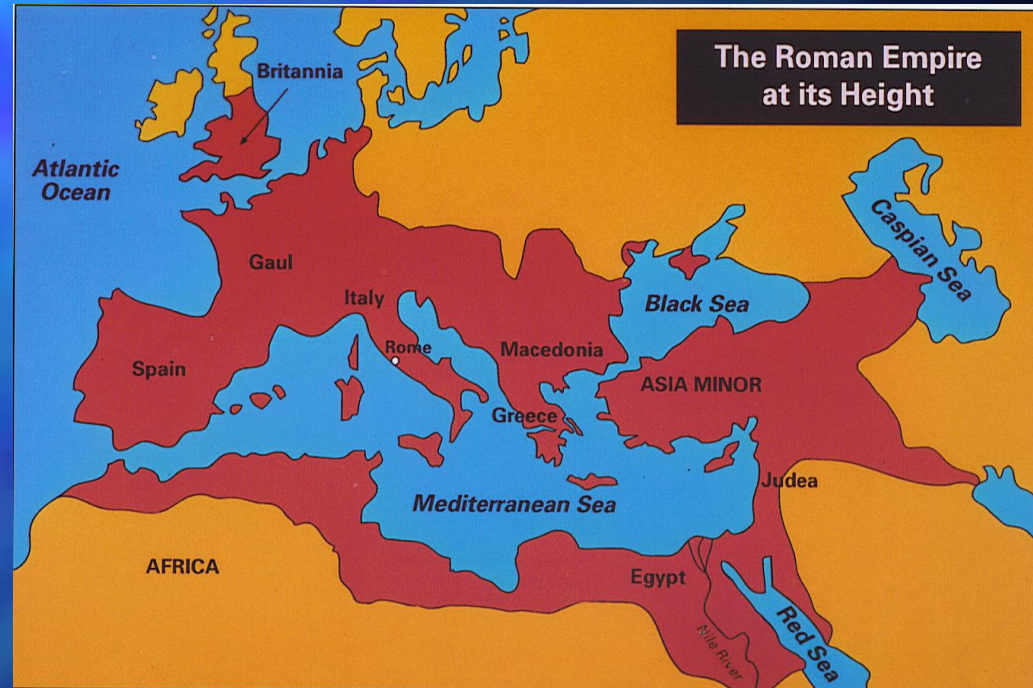 The Roman Empire
at its Height
Britannia
Atlantic
Ocean
Caspian Sea
Gaul
Italy
Black Sea
Rome
Macedonia
Spain
ASIA MINOR
Greece
Judea
Mediterranean Sea
AFRICA
Egypt
Red Sea
Nile River